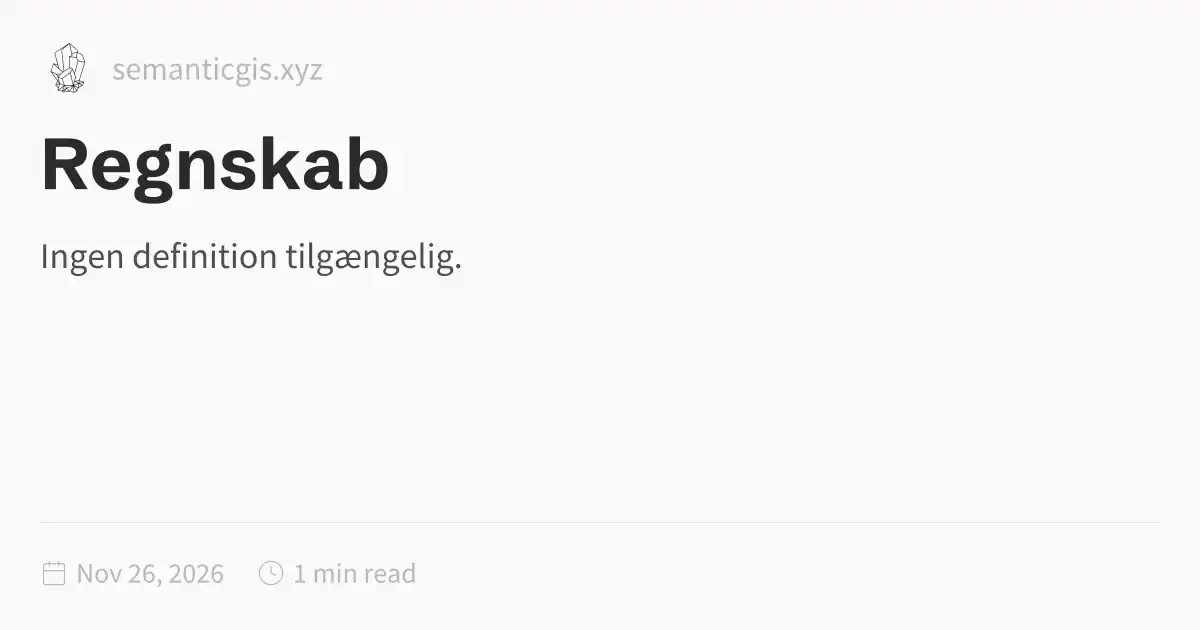 semanticgis.xyz
Regnskab
Ingen definition tilgængelig.
Nov 26, 2026 1 min read